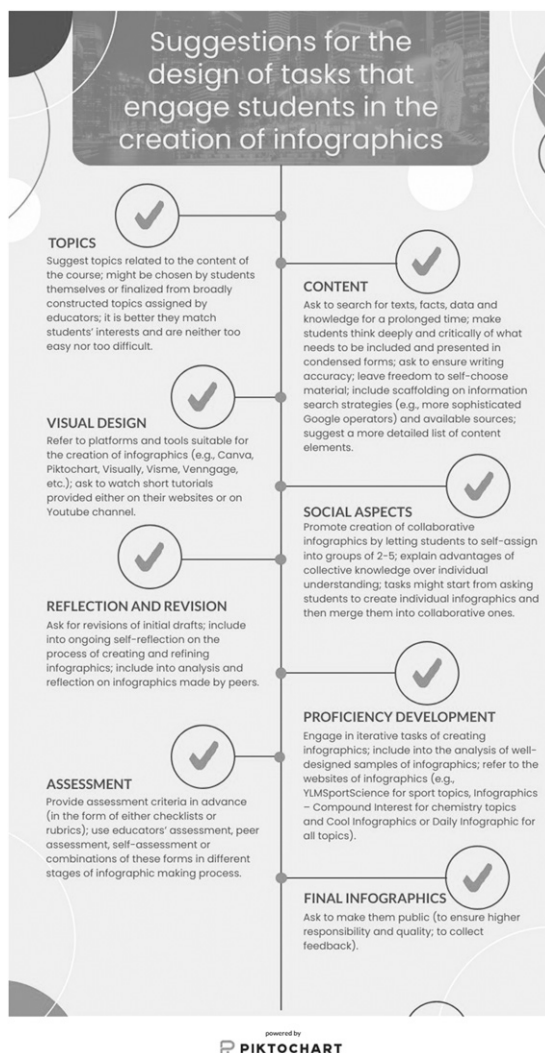 Suggestions for the
design of tasks that
engage students in the
creation of infographics
TOPICS
Suggest topics related to the content of
the course; might be chosen by students
themselves or finalized from broadly
constructed topics assigned by
educators; it is better they match
students' interests and are neither too
easy nor too difficult.
CONTENT
Ask to search for texts, facts, data and
knowledge for a prolonged time; make
students think deeply and critically of what
needs to be included and presented in
condensed forms; ask to ensure writing
accuracy; leave freedom to self-choose
material; include scaffolding on information
search strategies (e.g., more sophisticated
Google operators) and available sources;
suggest a more detailed list of content
elements.
VISUAL DESIGN
Refer to platforms and tools suitable for
the creation of infographics (e.g., Canva,
Piktochart, Visually, Visme, Venngage,
etc.); ask to watch short tutorials
provided either on their websites or on
Youtube channel.
SOCIAL ASPECTS
Promote creation of collaborative
infographics by letting students to self-assign
into groups of 2-5; explain advantages of
collective knowledge over individual
understanding; tasks might start from asking
students to create individual infographics and
then merge them into collaborative ones.
REFLECTION AND REVISION
Ask for revisions of initial drafts; include
into ongoing self-reflection on the
process of creating and refining
infographics; include into analysis and
reflection on infographics made by peers.
PROFICIENCY DEVELOPMENT
Engage in iterative tasks of creating
infographics; include into the analysis of well-
designed samples of infographics; refer to the
websites of infographics (e.g.,
YLMSportScience for sport topics, Infographics
– Compound Interest for chemistry topics
and Cool Infographics or Daily Infographic for
all topics).
ASSESSMENT
Provide assessment criteria in advance
(in the form of either checklists or
rubrics); use educators' assessment, peer
assessment, self-assessment or
combinations of these forms in different
stages of infographic making process.
FINAL INFOGRAPHICS
Ask to make them public (to ensure higher
responsibility and quality; to collect
feedback).
powered by
PIKTOCHART